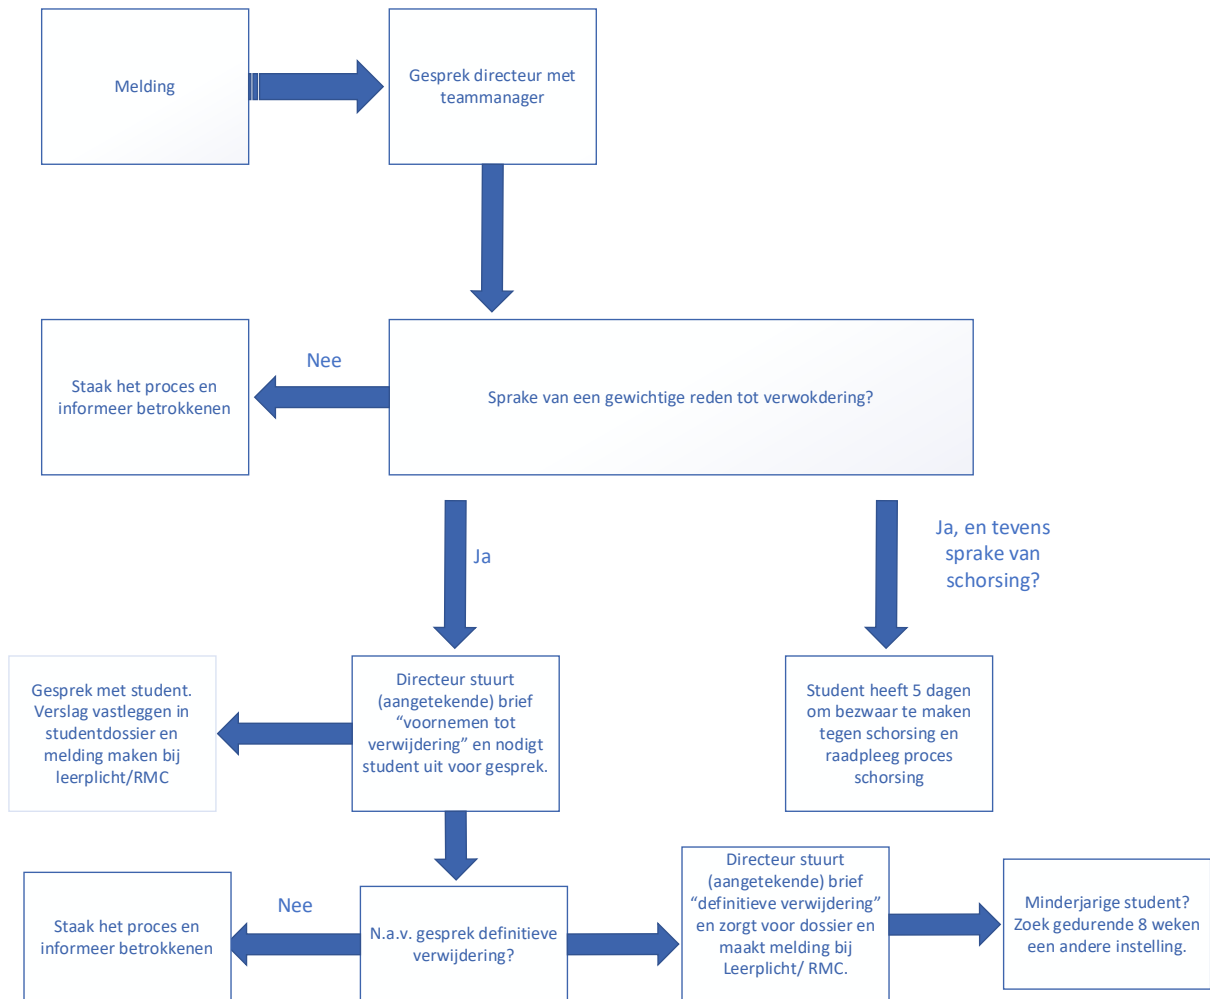 Melding
Gesprek directeur met
teammanager
Nee
Staak het proces en
informeer betrokkenen
Sprake van een gewichtige reden tot verwokdering?
Ja
Ja, en tevens
sprake van
schorsing?
Gesprek met student.
Verslag vastleggen in
studentdossier en
melding maken bij
leerplicht/RMC
Directeur stuurt
(aangetekende) brief
“voornemen tot
verwijdering” en nodigt
student uit voor gesprek.
Student heeft 5 dagen
om bezwaar te maken
tegen schorsing en
raadpleeg proces
schorsing
Staak het proces en
informeer betrokkenen
Nee
N.a.v. gesprek definitieve
verwijdering?
Directeur stuurt
(aangetekende) brief
“definitieve verwijdering”
en zorgt voor dossier en
maakt melding bij
Leerplicht/ RMC.
Minderjarige student?
Zoek gedurende 8 weken
een andere instelling.